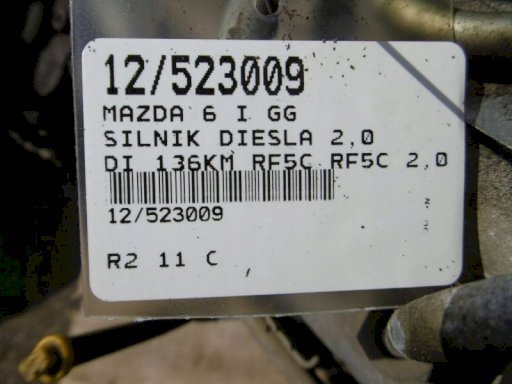 12/523009
MAZDA 6 I GG
SILNIK DIESLA 2,0
DI 136KM RF5C RF5C 2,0
12/523009
R2 11 C